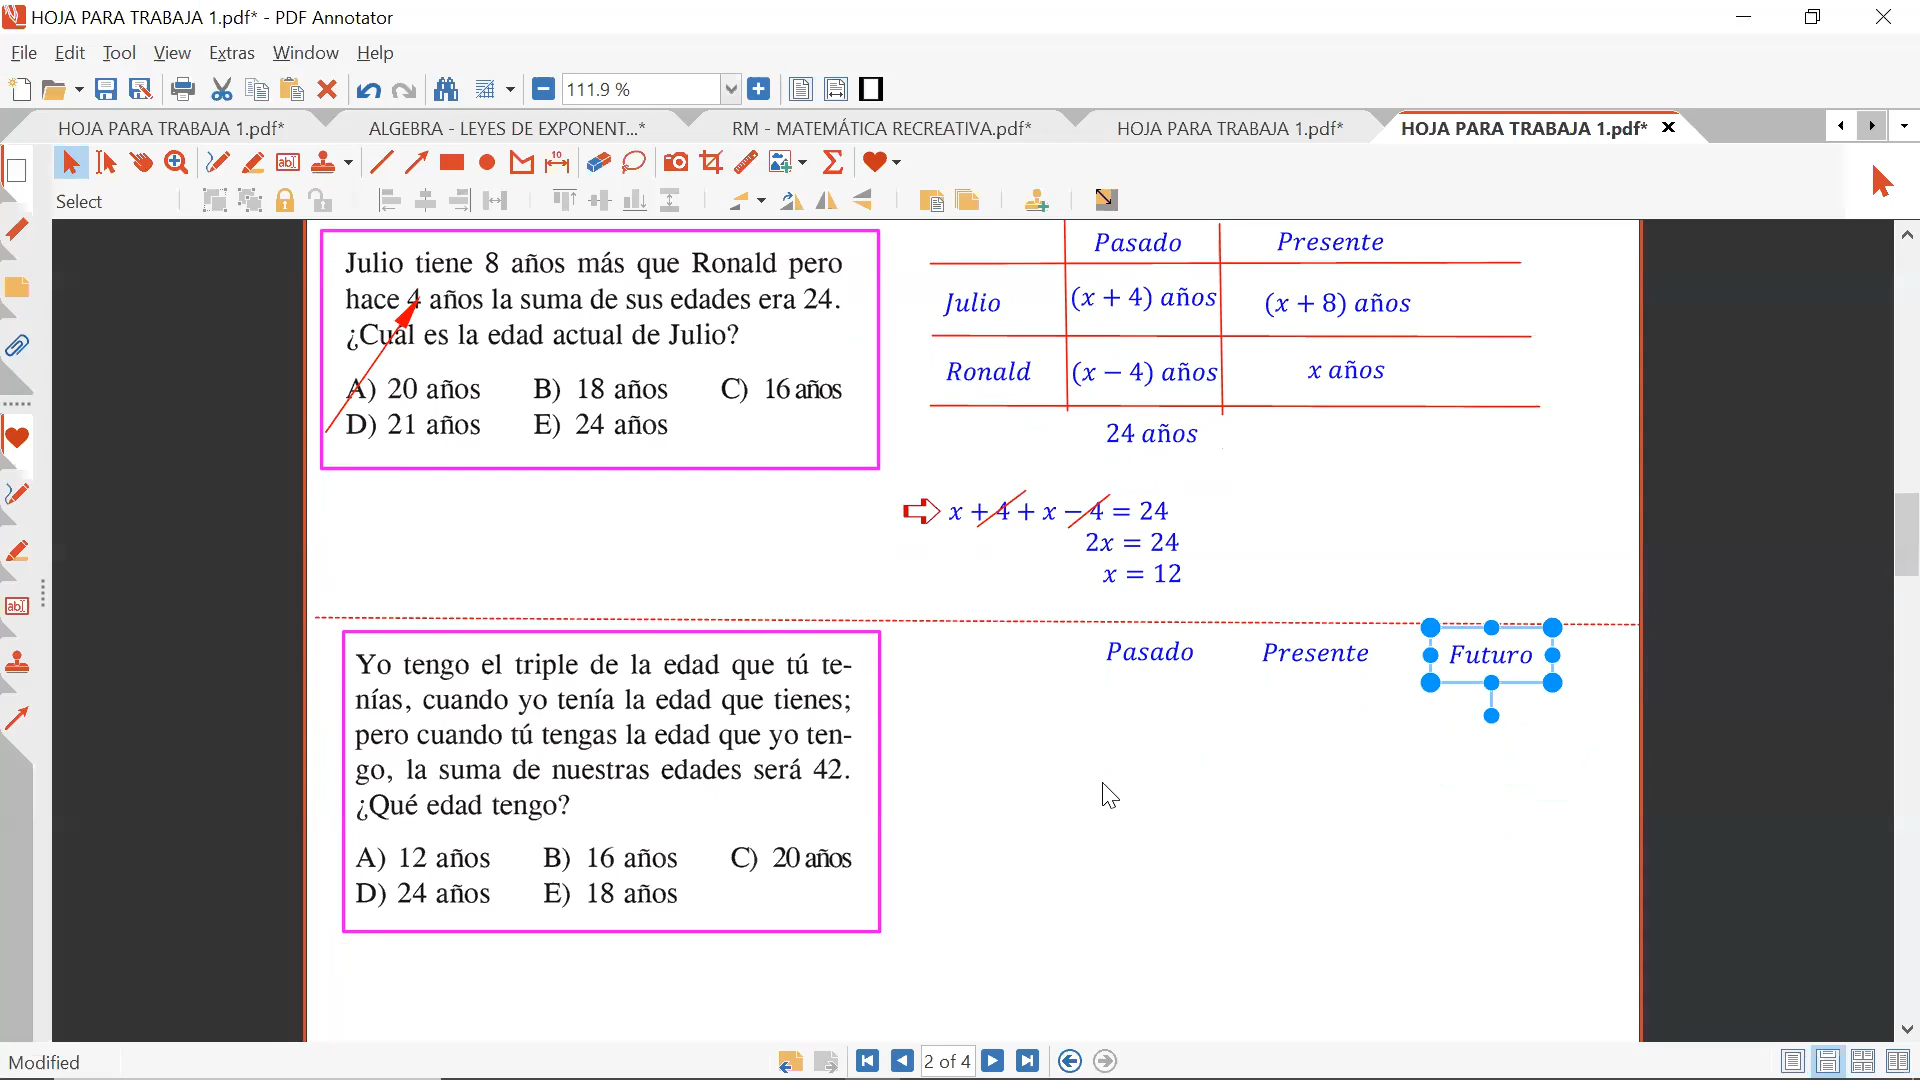 HOJA PARA TRABAJA 1.pdf* - PDF Annotator
File Edit Tool View Extras Window Help
111.9 %
HOJA PARA TRABAJA 1.pdf* ALGEBRA - LEYES DE EXPONENT...* RM - MATEMÁTICA RECREATIVA.pdf* HOJA PARA TRABAJA 1.pdf* HOJA PARA TRABAJA 1.pdf*
Select
Julio tiene 8 años más que Ronald pero
hace 4 años la suma de sus edades era 24.
¿Cuál es la edad actual de Julio?
A) 20 años B) 18 años C) 16 años
D) 21 años E) 24 años
Pasado Presente
Julio (x + 4) años (x + 8) años
Ronald (x − 4) años x años
24 años
x + 4 + x − 4 = 24
2x = 24
x = 12
Yo tengo el triple de la edad que tú te-
nías, cuando yo tenía la edad que tienes;
pero cuando tú tengas la edad que yo ten-
go, la suma de nuestras edades será 42.
¿Qué edad tengo?
A) 12 años B) 16 años C) 20 años
D) 24 años E) 18 años
Pasado Presente Futuro
Modified
2 of 4